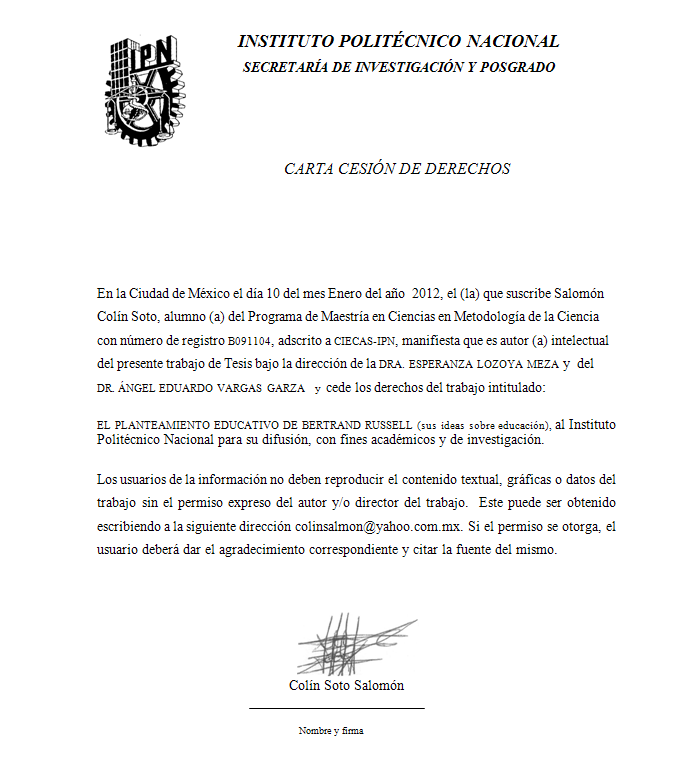 IPN
INSTITUTO POLITÉCNICO NACIONAL
SECRETARÍA DE INVESTIGACIÓN Y POSGRADO
CARTA CESIÓN DE DERECHOS
En la Ciudad de México el día 10 del mes Enero del año 2012, el (la) que suscribe Salomón
Colín Soto, alumno (a) del Programa de Maestría en Ciencias en Metodología de la Ciencia
con número de registro B091104, adscrito a CIECAS-IPN, manifiesta que es autor (a) intelectual
del presente trabajo de Tesis bajo la dirección de la DRA. ESPERANZA LOZOYA MEZA y del
DR. ÁNGEL EDUARDO VARGAS GARZA y cede los derechos del trabajo intitulado:
EL PLANTEAMIENTO EDUCATIVO DE BERTRAND RUSSELL (sus ideas sobre educación), al Instituto
Politécnico Nacional para su difusión, con fines académicos y de investigación.
Los usuarios de la información no deben reproducir el contenido textual, gráficas o datos del
trabajo sin el permiso expreso del autor y/o director del trabajo. Este puede ser obtenido
escribiendo a la siguiente dirección colinsalmon@yahoo.com.mx. Si el permiso se otorga, el
usuario deberá dar el agradecimiento correspondiente y citar la fuente del mismo.
Colín Soto Salomón
Nombre y firma